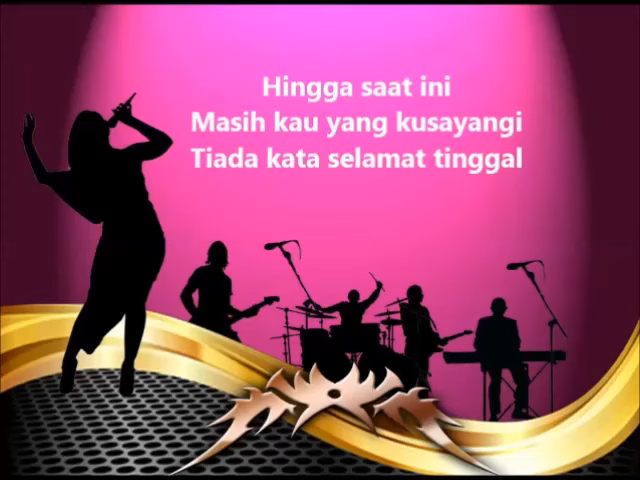 Hingga saat ini
Masih kau yang kusayangi
Tiada kata selamat tinggal